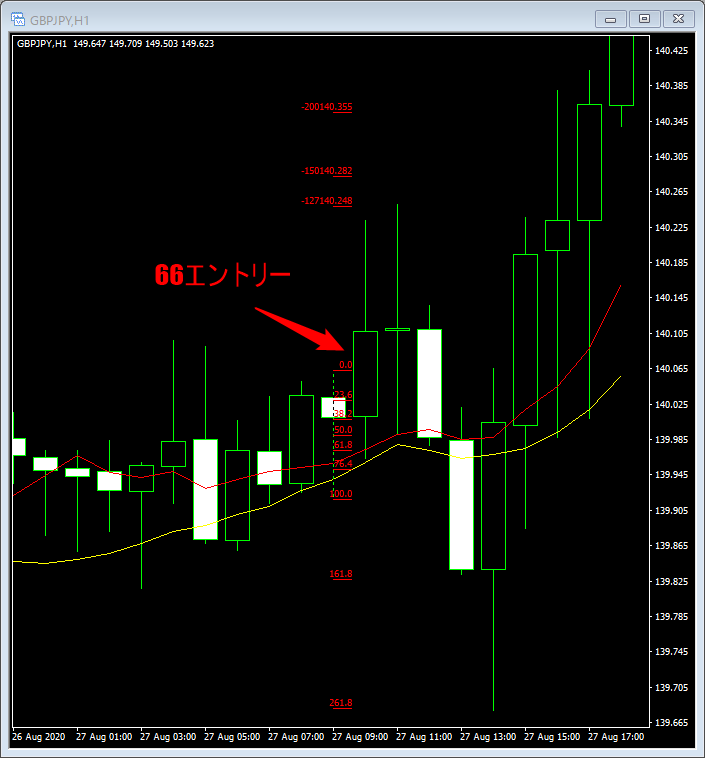 GBPJPY,H1
GBPJPY,H1 149.647 149.709 149.503 149.623
140.425
140.385
140.345
140.305
140.265
140.225
140.185
140.145
140.105
140.065
140.025
139.985
139.945
139.905
139.865
139.825
139.785
139.745
139.705
139.665
-200140.355
-150140.282
-127140.248
66エントリー
0.0
23.6
38.2
50.0
61.8
76.4
100.0
161.8
261.8
26 Aug 2020
27 Aug 01:00
27 Aug 03:00
27 Aug 05:00
27 Aug 07:00
27 Aug 09:00
27 Aug 11:00
27 Aug 13:00
27 Aug 15:00
27 Aug 17:00